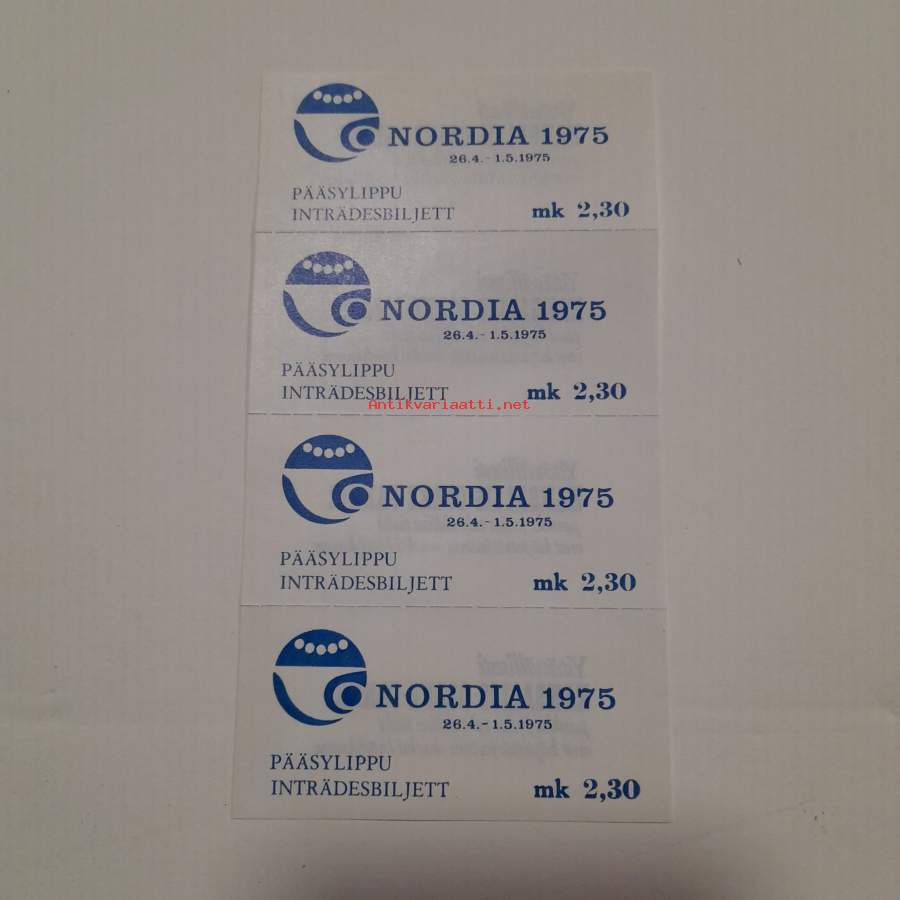 NORDIA 1975
26.4.-1.5.1975
PÄÄSYLIPPU
INTRÄDESBILJETT mk 2,30
NORDIA 1975
26.4.-1.5.1975
PÄÄSYLIPPU
INTRÄDESBILJETT mk 2,30
Antikvariaatti.net
NORDIA 1975
26.4.-1.5.1975
PÄÄSYLIPPU
INTRÄDESBILJETT mk 2,30
NORDIA 1975
26.4.-1.5.1975
PÄÄSYLIPPU
INTRÄDESBILJETT mk 2,30